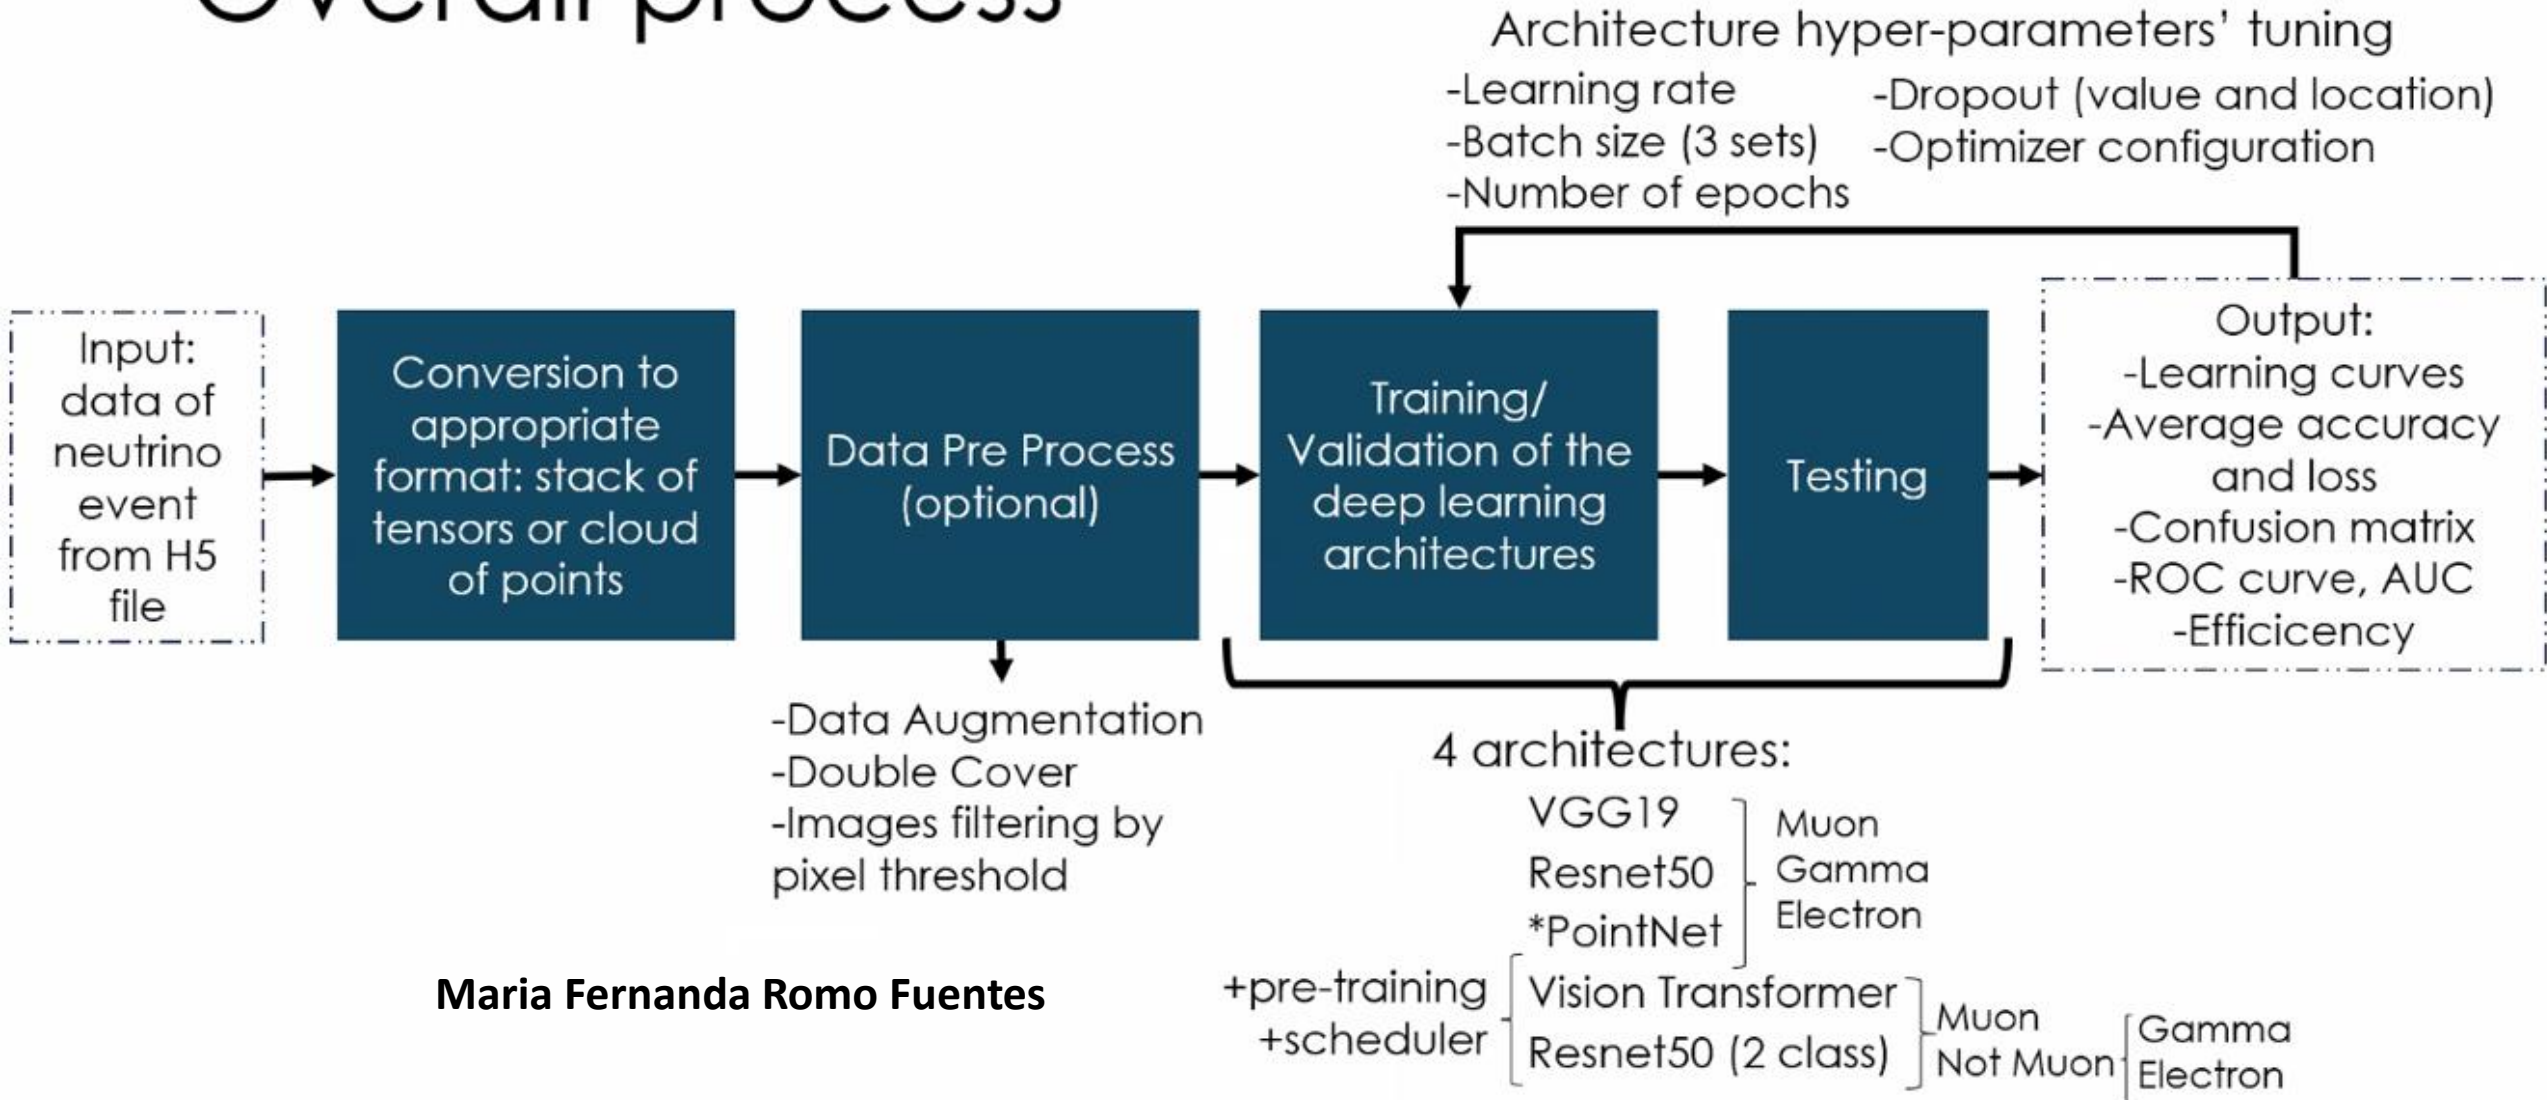 Overall process
Architecture hyper-parameters' tuning
-Learning rate
-Batch size (3 sets)
-Number of epochs
-Dropout (value and location)
-Optimizer configuration
Input:
data of
neutrino
event
from H5
file
Conversion to
appropriate
format: stack of
tensors or cloud
of points
Data Pre Process
(optional)
Training/
Validation of the
deep learning
architectures
Testing
Output:
-Learning curves
-Average accuracy
and loss
-Confusion matrix
-ROC curve, AUC
-Efficicency
-Data Augmentation
-Double Cover
-Images filtering by
pixel threshold
4 architectures:
VGG19
Resnet50
*PointNet
Muon
Gamma
Electron
+pre-training
+scheduler
Vision Transformer
Resnet50 (2 class)
Muon
Not Muon
Gamma
Electron
Maria Fernanda Romo Fuentes